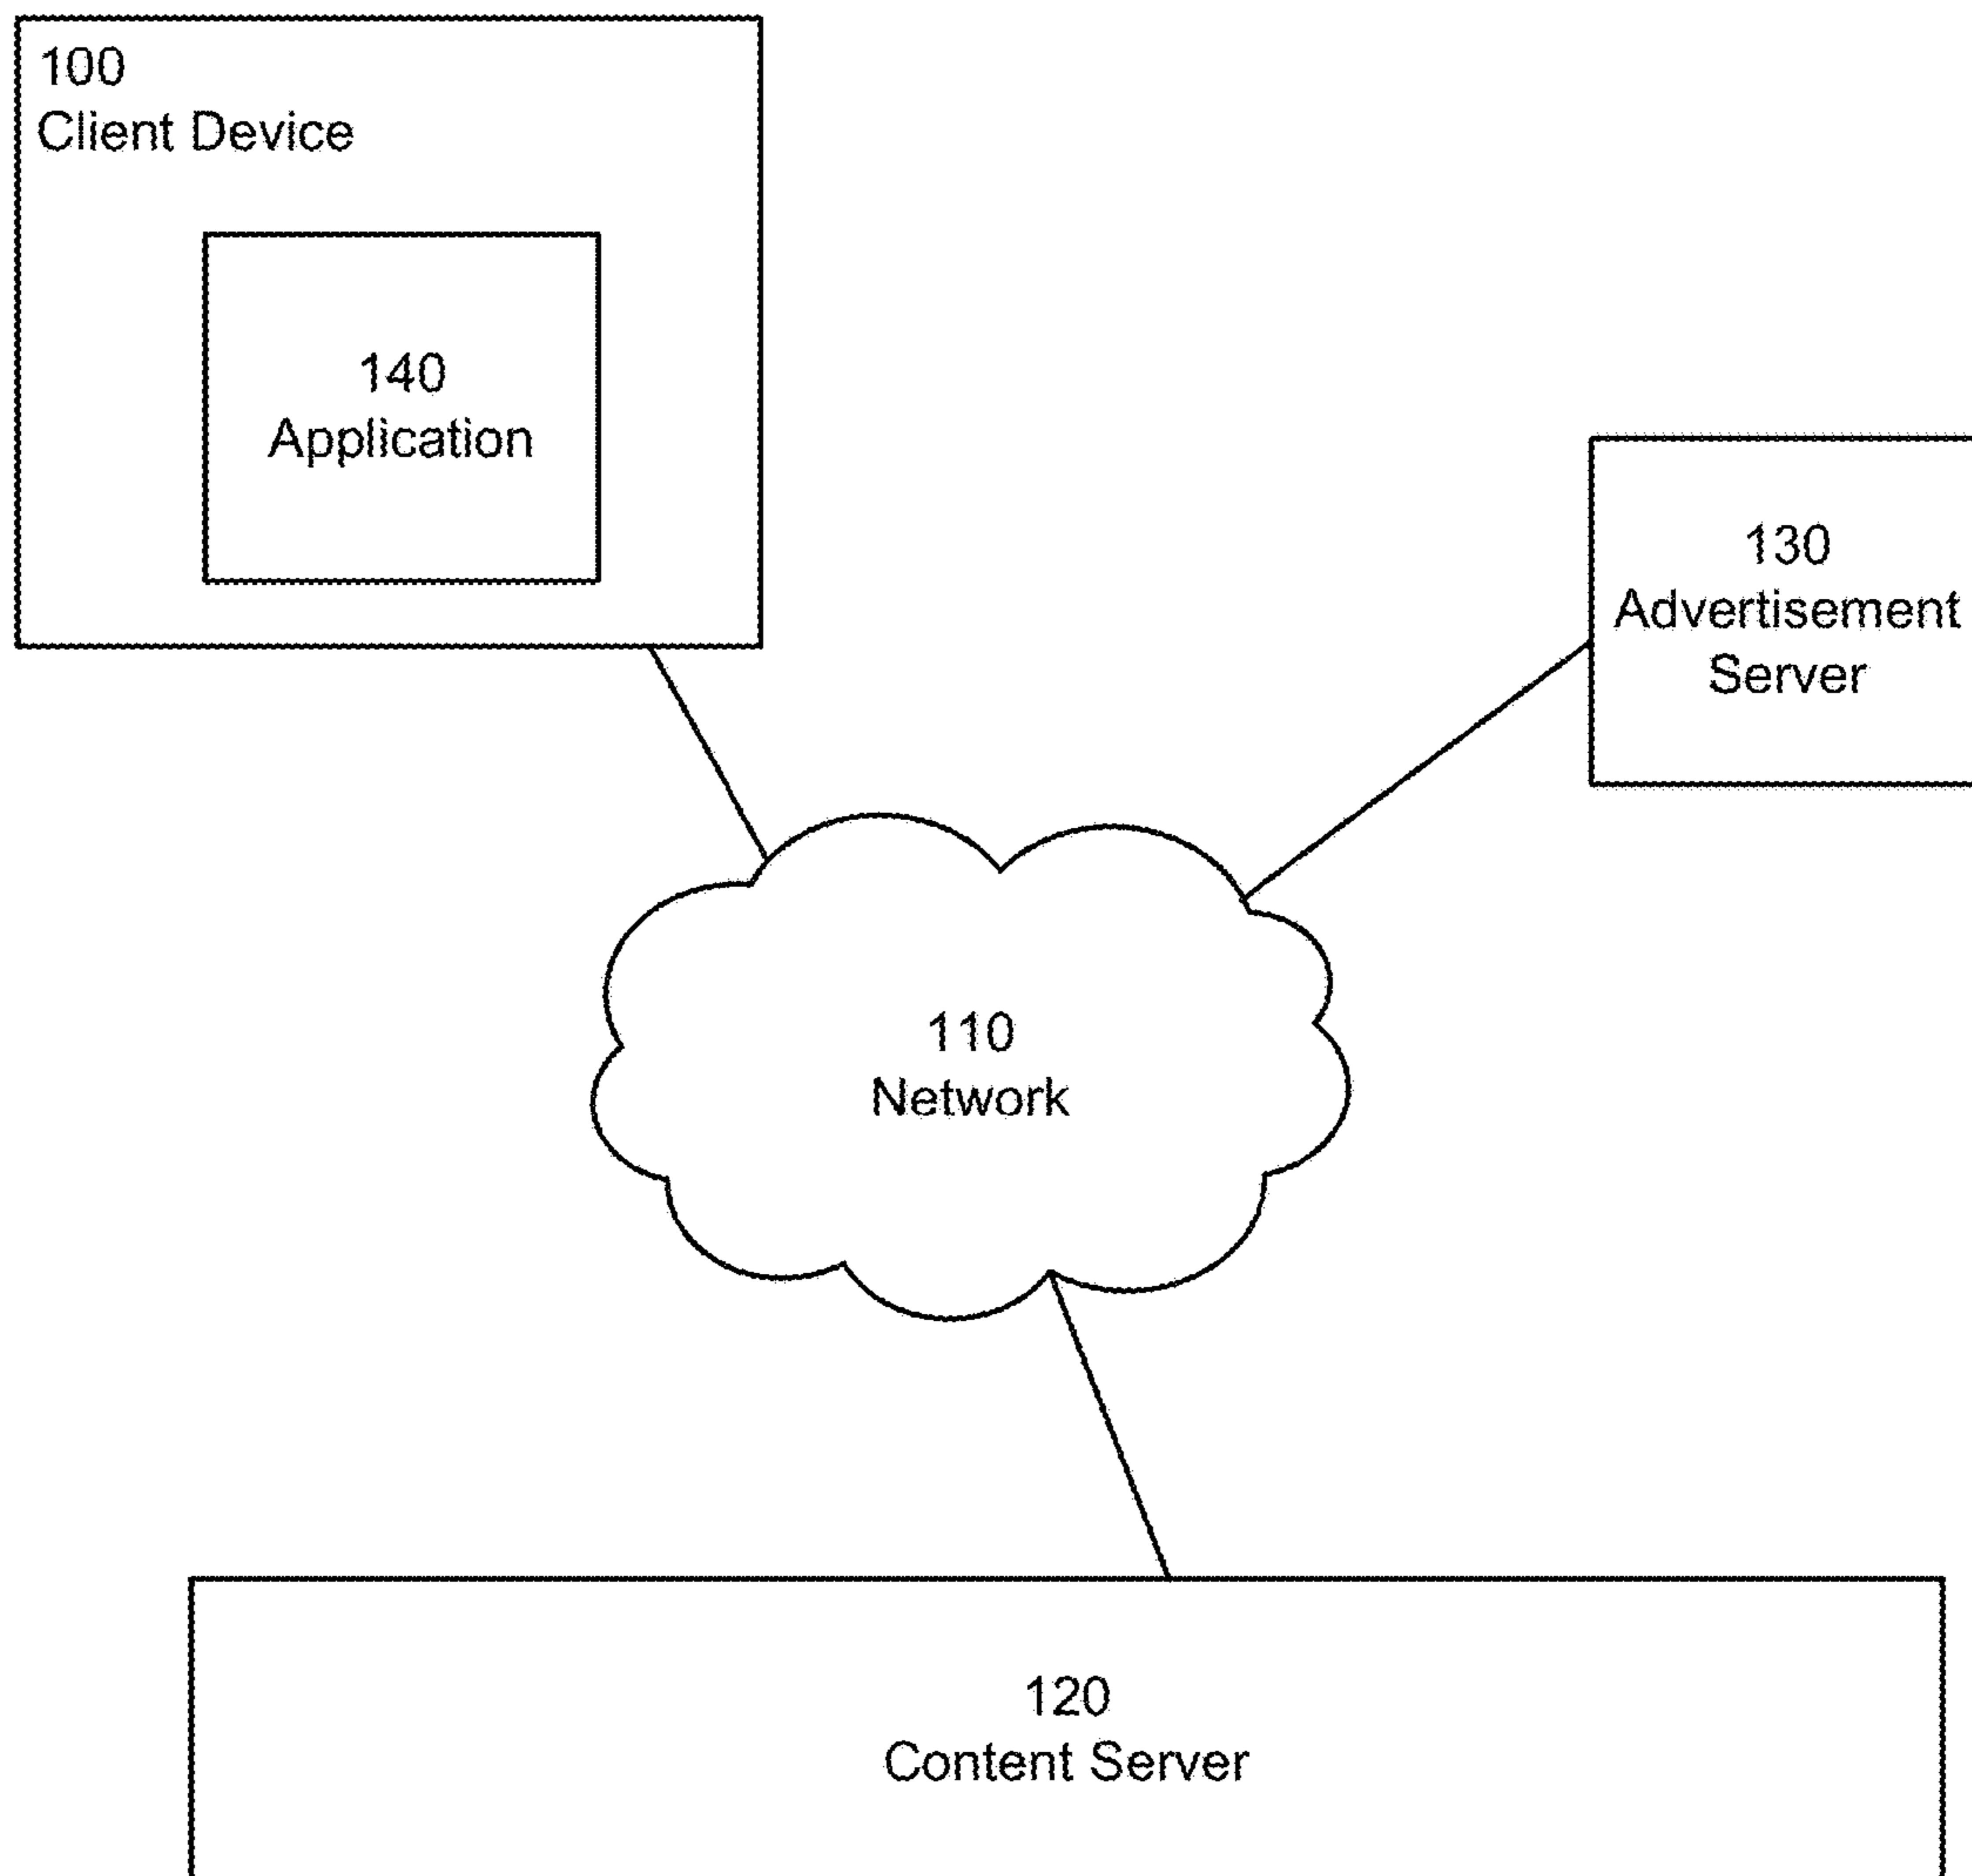 100
Client Device
140
Application
130
Advertisement
Server
110
Network
120
Content Server